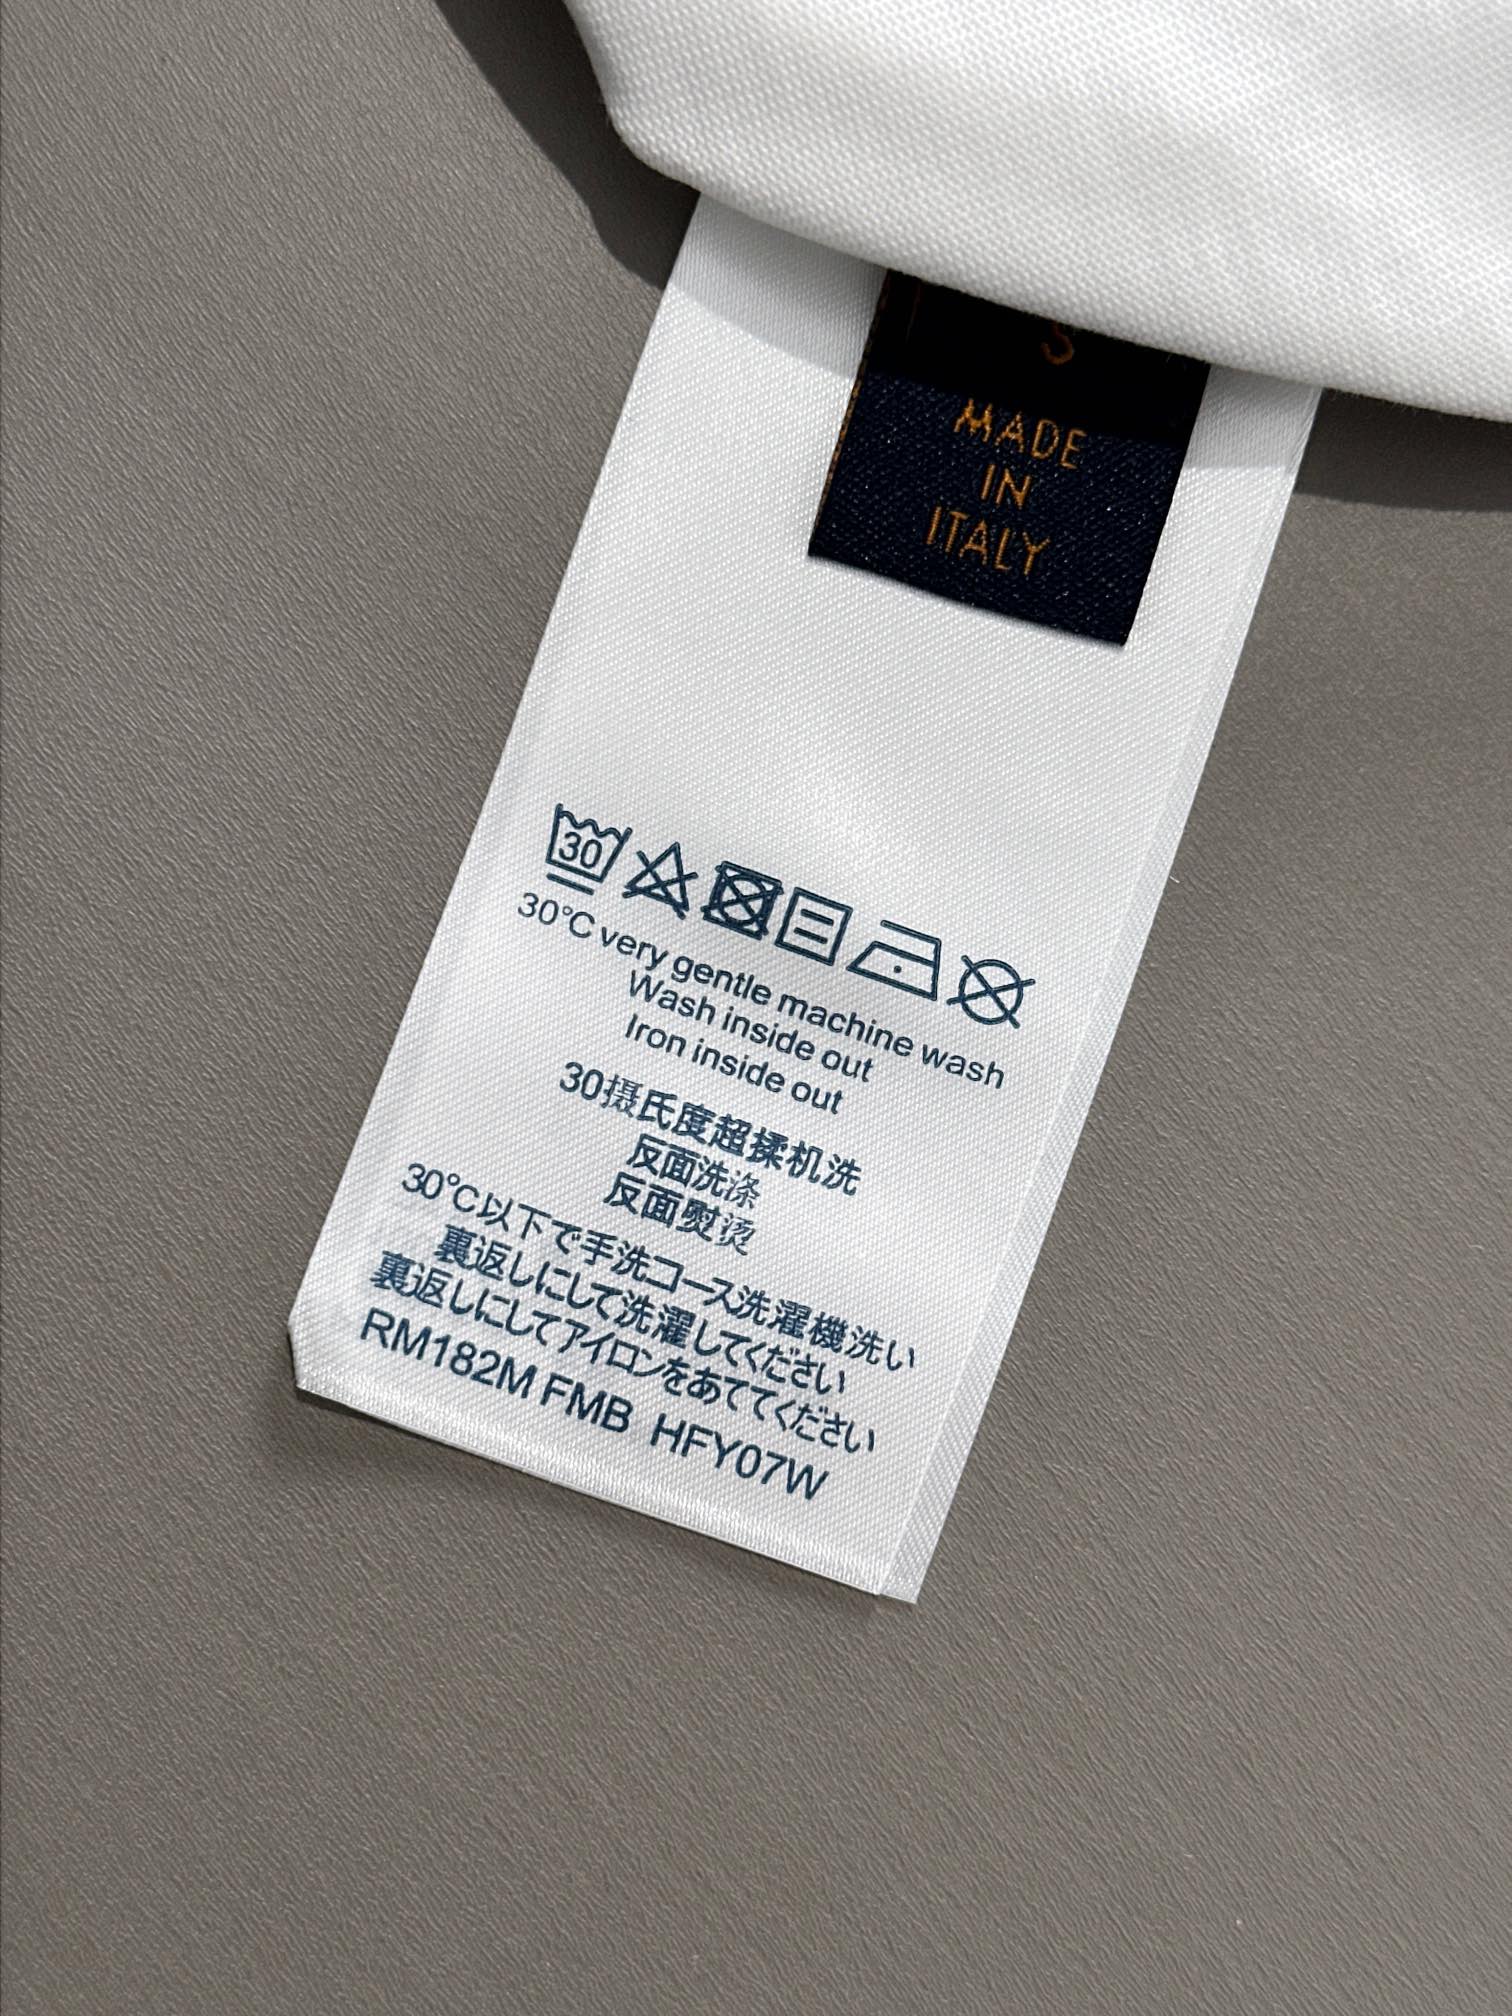 S
MADE
IN
ITALY
30
30°C very gentle machine wash
Wash inside out
Iron inside out
30摄氏度超揉机洗
反面洗涤
反面熨烫
30℃以下で手洗コース洗濯機洗い
裏返しにして洗濯してください
裏返しにしてアイロンをあててください
RM182M FMB HFY07W